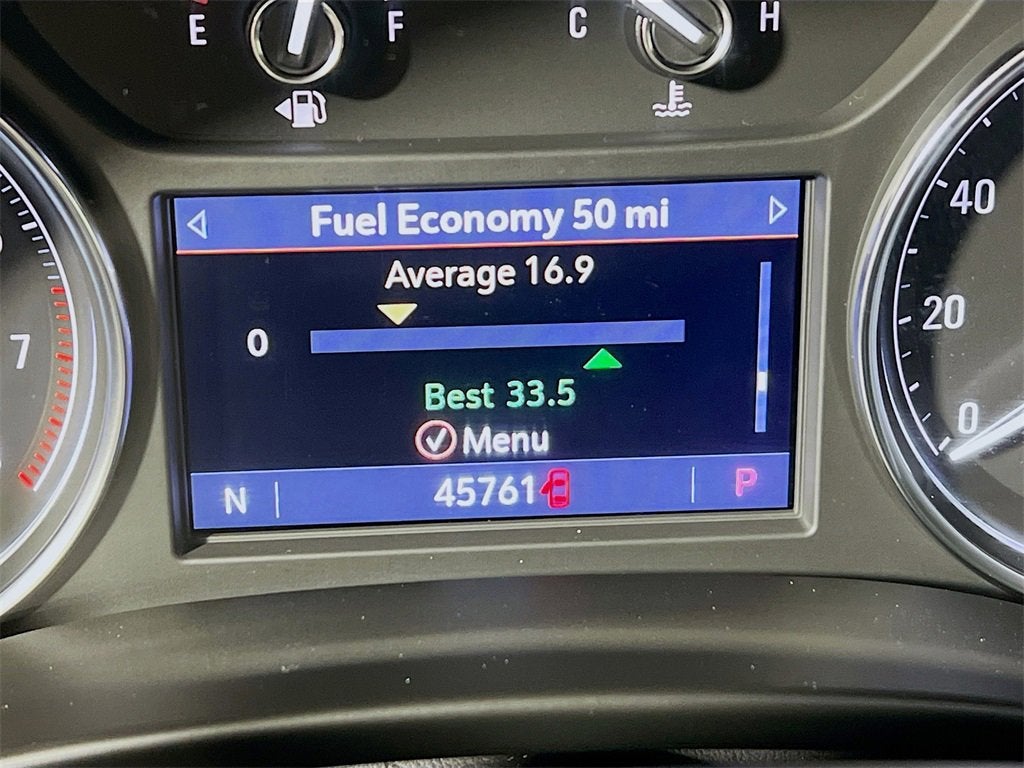 E F
C H
Fuel Economy 50 mi
Average 16.9
0
Best 33.5
Menu
N 45761 P
7
40
20
0